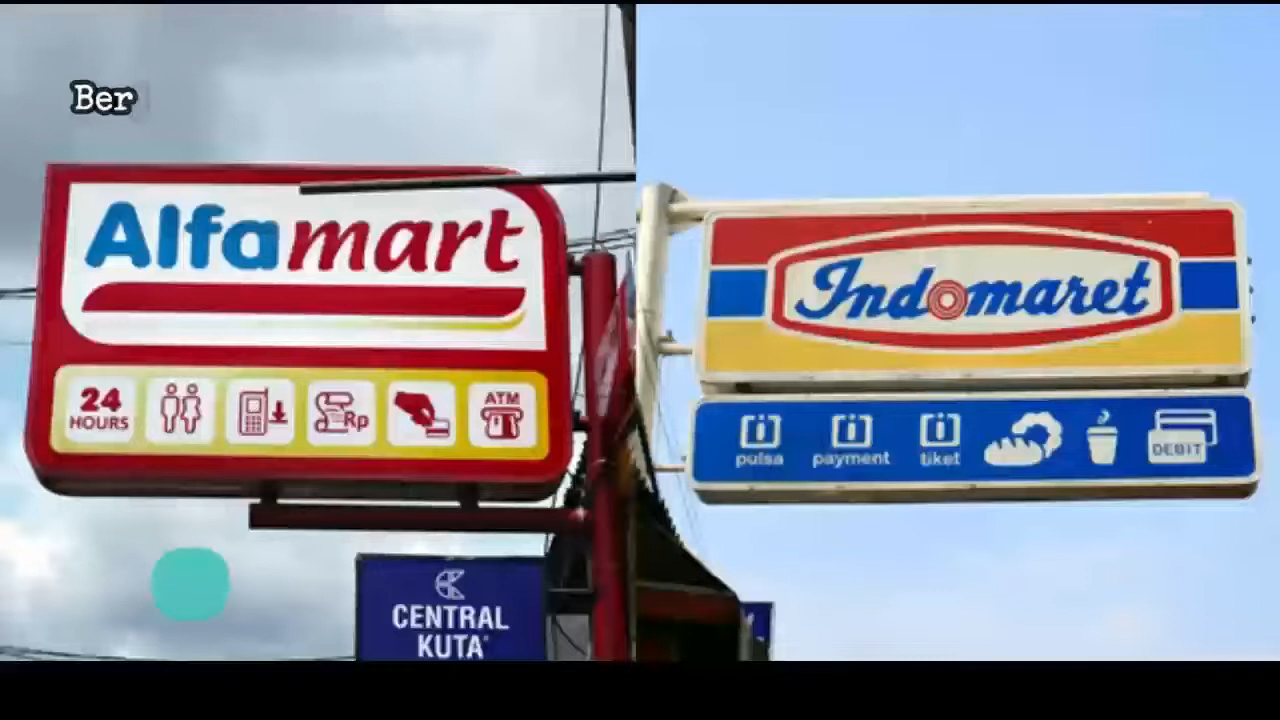 Ber
Alfamart
24
HOURS
Rp
ATM
CENTRAL
KUTA
Indomaret
pulsa
payment
tiket
DEBIT